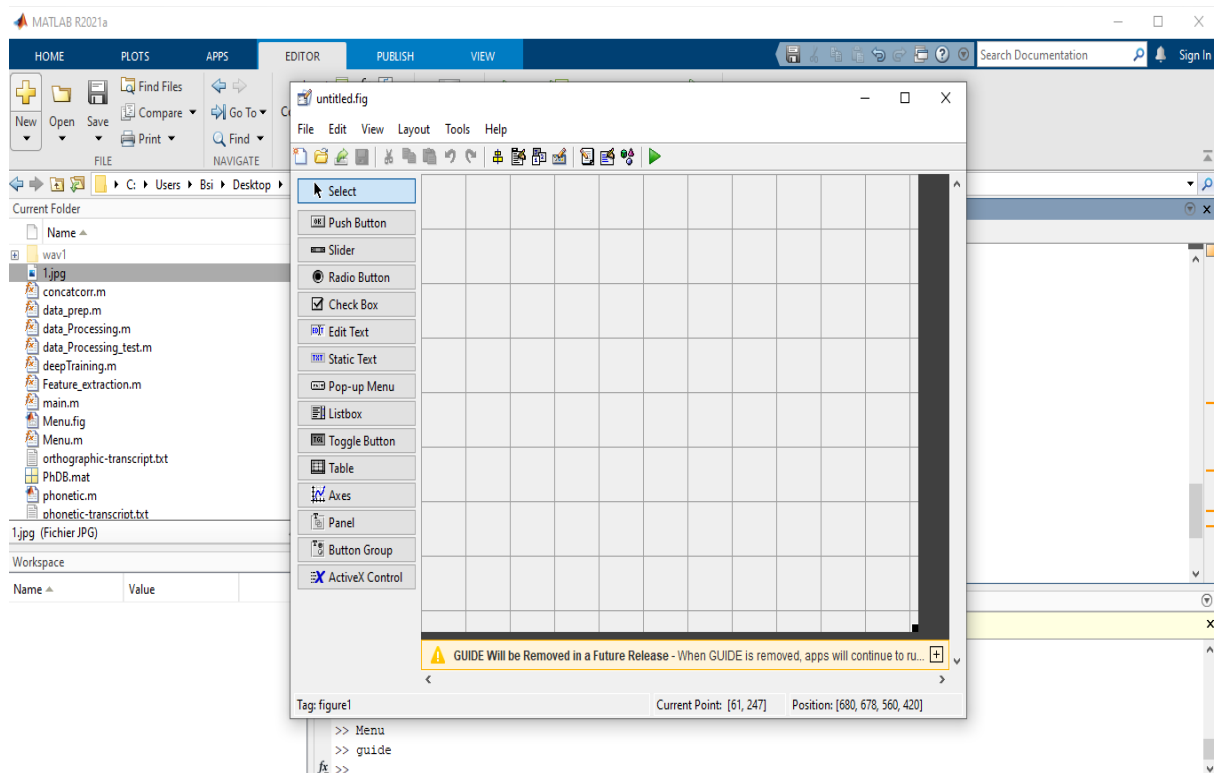 MATLAB R2021a
HOME PLOTS APPS EDITOR PUBLISH VIEW Search Documentation Sign In
New Open Save
Find Files
Compare
Print
Go To
Find
FILE NAVIGATE
C: Users Bsi Desktop
Current Folder
Name
wav1
1.jpg
concatcorr.m
data_prep.m
data_Processing.m
data_Processing_test.m
deepTraining.m
Feature_extraction.m
main.m
Menu.fig
Menu.m
orthographic-transcript.txt
PhDB.mat
phonetic.m
phonetic-transcript.txt
1.jpg (Fichier JPG)
Workspace
Name Value
untitled.fig
File Edit View Layout Tools Help
Select
OK Push Button
Slider
Radio Button
Check Box
EDIT Edit Text
TXT Static Text
Pop-up Menu
Listbox
TGL Toggle Button
Table
Axes
Panel
Button Group
X ActiveX Control
GUIDE Will be Removed in a Future Release - When GUIDE is removed, apps will continue to ru...
Tag: figure1 Current Point: [61, 247] Position: [680, 678, 560, 420]
>> Menu
>> guide
fx >>